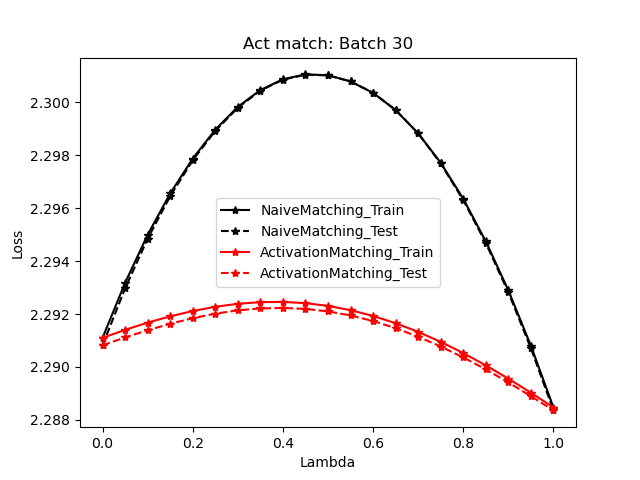 Act match: Batch 30
2.300
2.298
2.296
2.294
2.292
2.290
2.288
Loss
NaiveMatching_Train
NaiveMatching_Test
ActivationMatching_Train
ActivationMatching_Test
0.0 0.2 0.4 0.6 0.8 1.0
Lambda